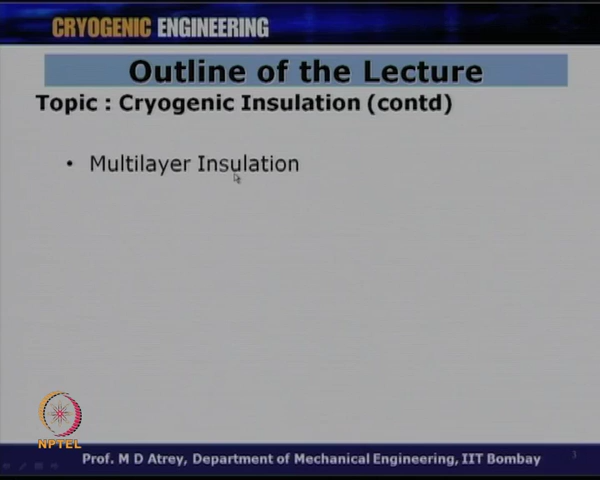 CRYOGENIC ENGINEERING
Outline of the Lecture
Topic : Cryogenic Insulation (contd)
• Multilayer Insulation
NPTEL
Prof. M D Atrey, Department of Mechanical Engineering, IIT Bombay
3